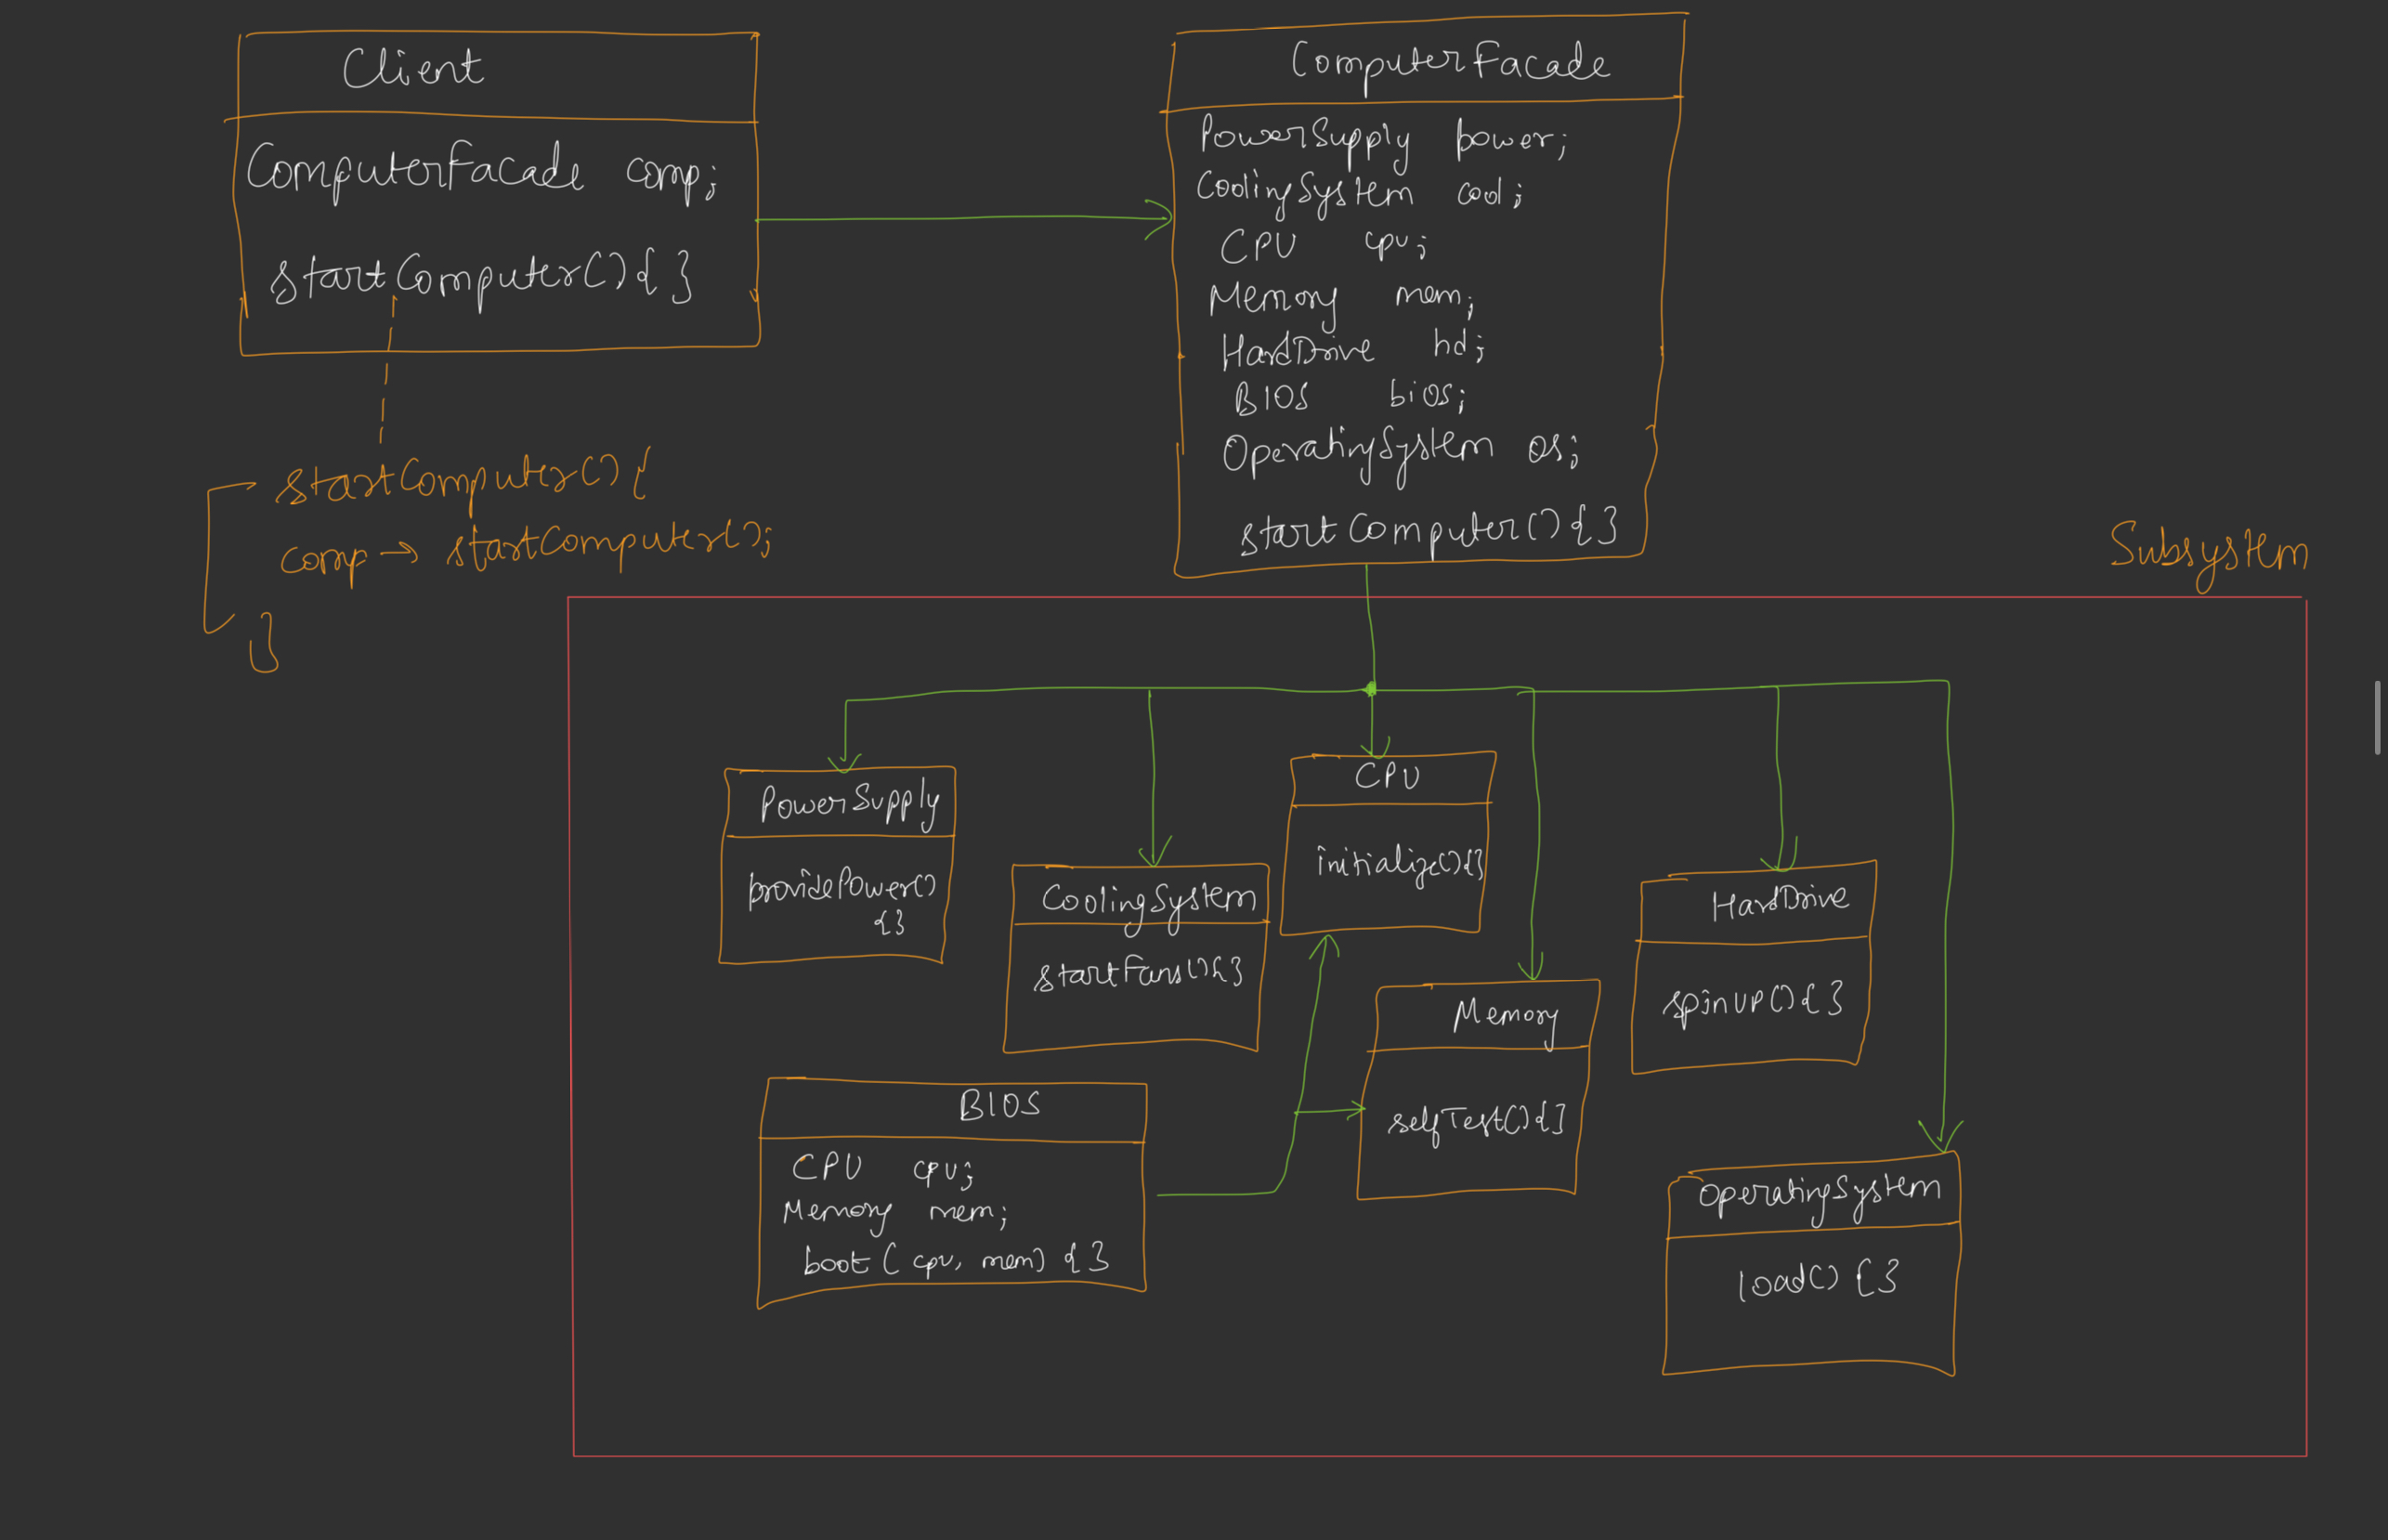 Client
ComputerFacade comp;
startComputer(){ }
startComputer(){
comp→ startComputer();
}
ComputerFacade
PowerSupply power;
CoolingSystem cool;
CPU cpu;
Memory mem;
HardDrive hd;
BIOS bios;
OperatingSystem os;
startComputer(){ }
Subsystem
PowerSupply
providePower()
{}
CoolingSystem
startFans(){}
CPU
initialize(){}
Memory
selfTest(){}
HardDrive
spinUP(){ }
BIOS
CPU cpu;
Memory mem;
boot( cpu, mem) { }
OperatingSystem
load() { }